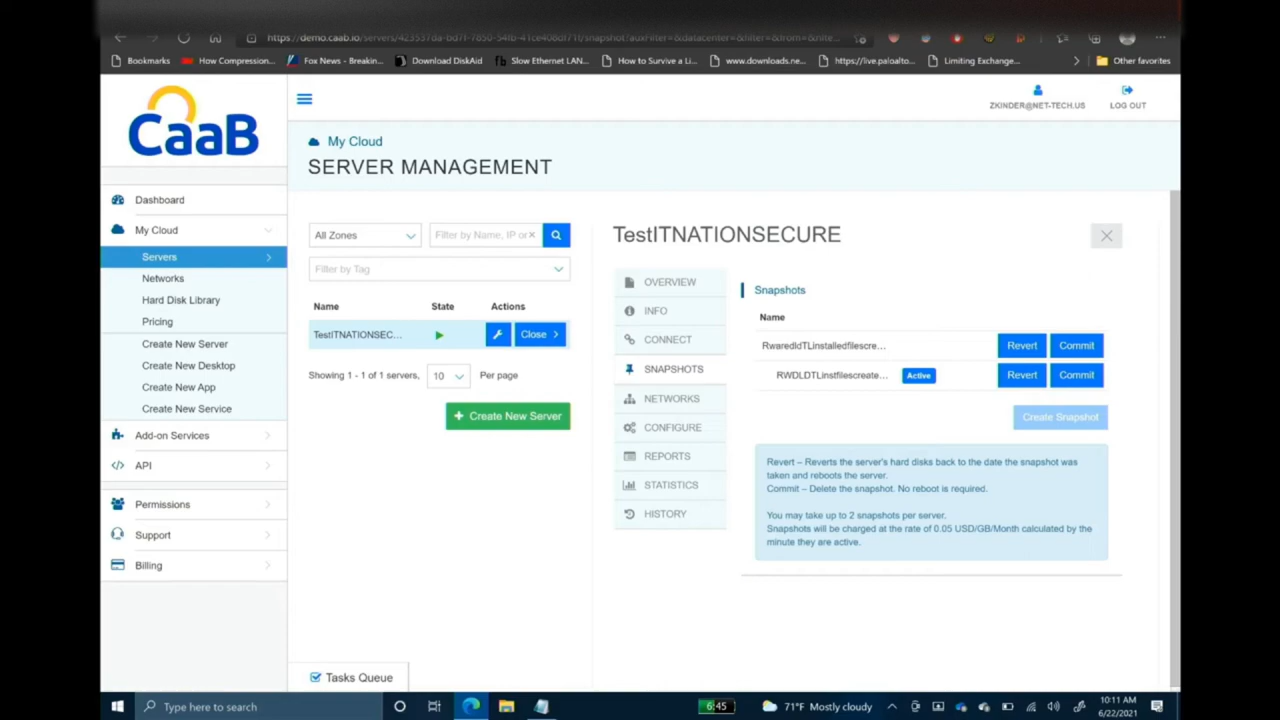 Bookmarks
How Compression...
Fox News - Breakin...
Download DiskAid
Slow Ethernet LAN...
How to Survive a Li...
www.downloads.ne...
https://live.paloalto...
Limiting Exchange...
Other favorites
CaaB
ZKINDER@NET-TECH.US
LOG OUT
My Cloud
SERVER MANAGEMENT
Dashboard
My Cloud
Servers
Networks
Hard Disk Library
Pricing
Create New Server
Create New Desktop
Create New App
Create New Service
Add-on Services
API
Permissions
Support
Billing
All Zones
Filter by Name, IP or
Filter by Tag
Name State Actions
TestITNATIONSEC... Close
Showing 1 - 1 of 1 servers, 10 Per page
+ Create New Server
Tasks Queue
TestITNATIONSECURE
OVERVIEW
INFO
CONNECT
SNAPSHOTS
NETWORKS
CONFIGURE
REPORTS
STATISTICS
HISTORY
Snapshots
Name
RwaredIdTLinstalledfilescre... Revert Commit
RWDLDTLinstfilescreate... Active Revert Commit
Create Snapshot
Revert – Reverts the server's hard disks back to the date the snapshot was
taken and reboots the server.
Commit – Delete the snapshot. No reboot is required.
You may take up to 2 snapshots per server.
Snapshots will be charged at the rate of 0.05 USD/GB/Month calculated by the
minute they are active.
Type here to search
6:45
71°F Mostly cloudy
10:11 AM
6/22/2021